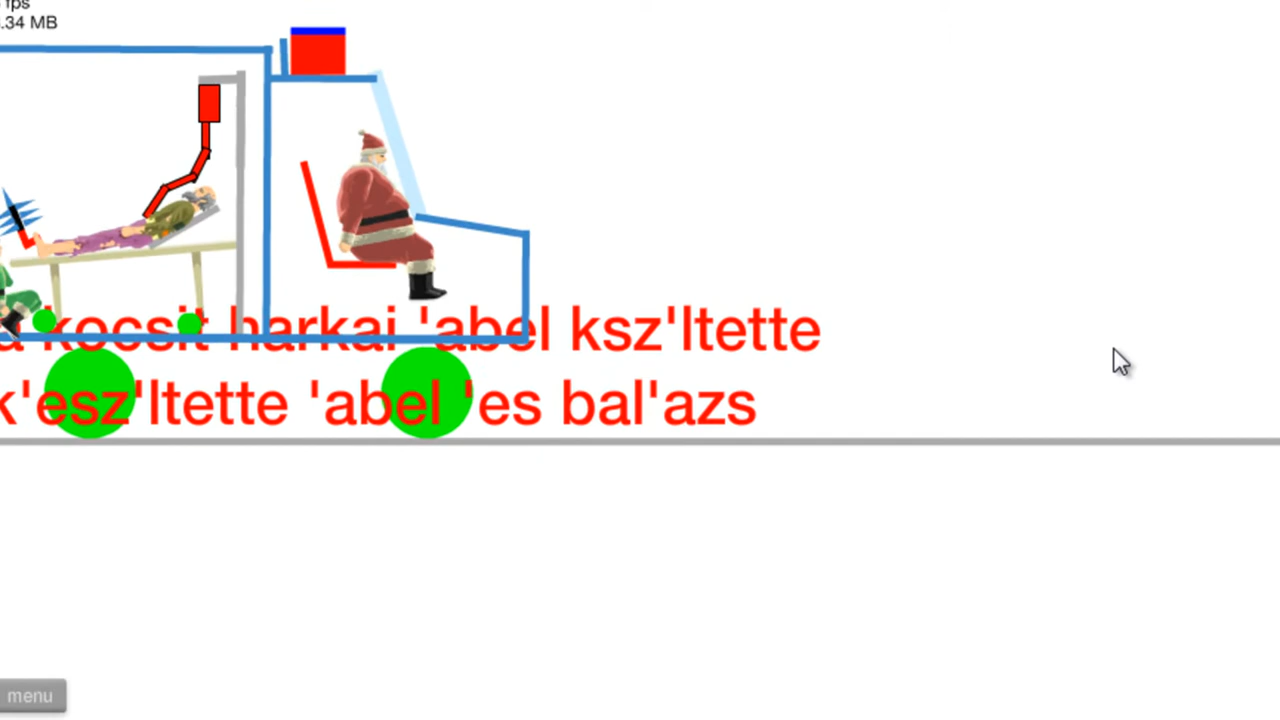 fps
.34 MB
a kocsit harkai 'abel ksz'ltette
k'esz'ltette 'abel 'es bal'azs
menu